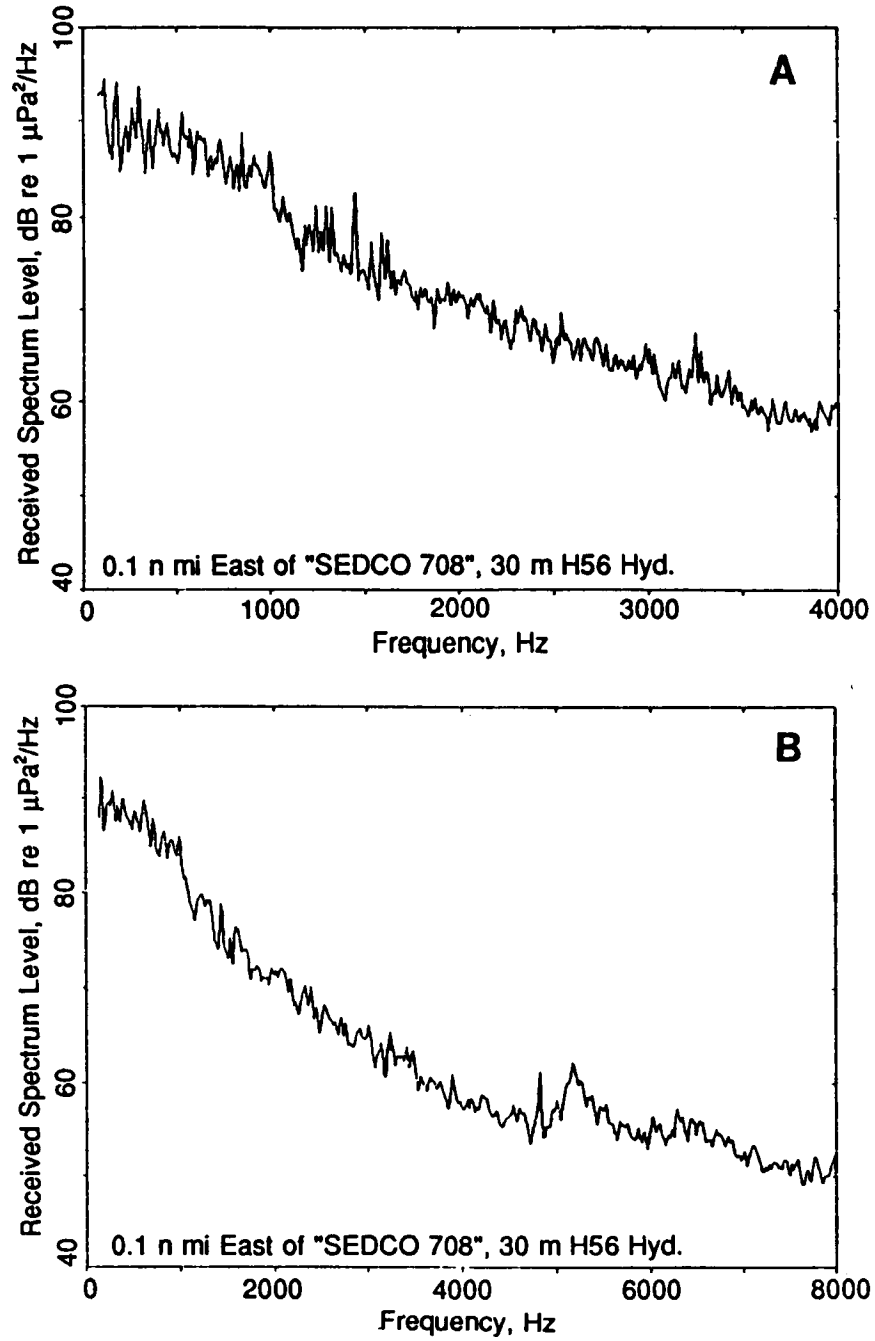 A
Received Spectrum Level, dB re 1 µPa²/Hz
100
80
60
40
0.1 n mi East of "SEDCO 708", 30 m H56 Hyd.
0 1000 2000 3000 4000
Frequency, Hz
B
Received Spectrum Level, dB re 1 µPa²/Hz
100
80
60
40
0.1 n mi East of "SEDCO 708", 30 m H56 Hyd.
0 2000 4000 6000 8000
Frequency, Hz